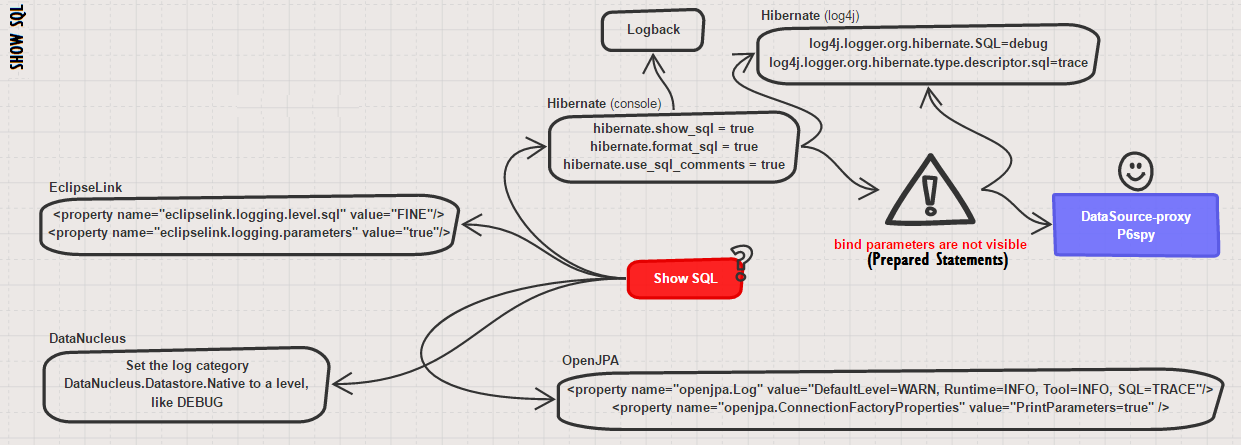 SHOW SQL
Logback
Hibernate (log4j)
log4j.logger.org.hibernate.SQL=debug
log4j.logger.org.hibernate.type.descriptor.sql=trace
Hibernate (console)
hibernate.show_sql = true
hibernate.format_sql = true
hibernate.use_sql_comments = true
!
DataSource-proxy
P6spy
bind parameters are not visible
(Prepared Statements)
EclipseLink
<property name="eclipselink.logging.level.sql" value="FINE"/>
<property name="eclipselink.logging.parameters" value="true"/>
Show SQL
?
DataNucleus
Set the log category
DataNucleus.Datastore.Native to a level,
like DEBUG
OpenJPA
<property name="openjpa.Log" value="DefaultLevel=WARN, Runtime=INFO, Tool=INFO, SQL=TRACE"/>
<property name="openjpa.ConnectionFactoryProperties" value="PrintParameters=true" />